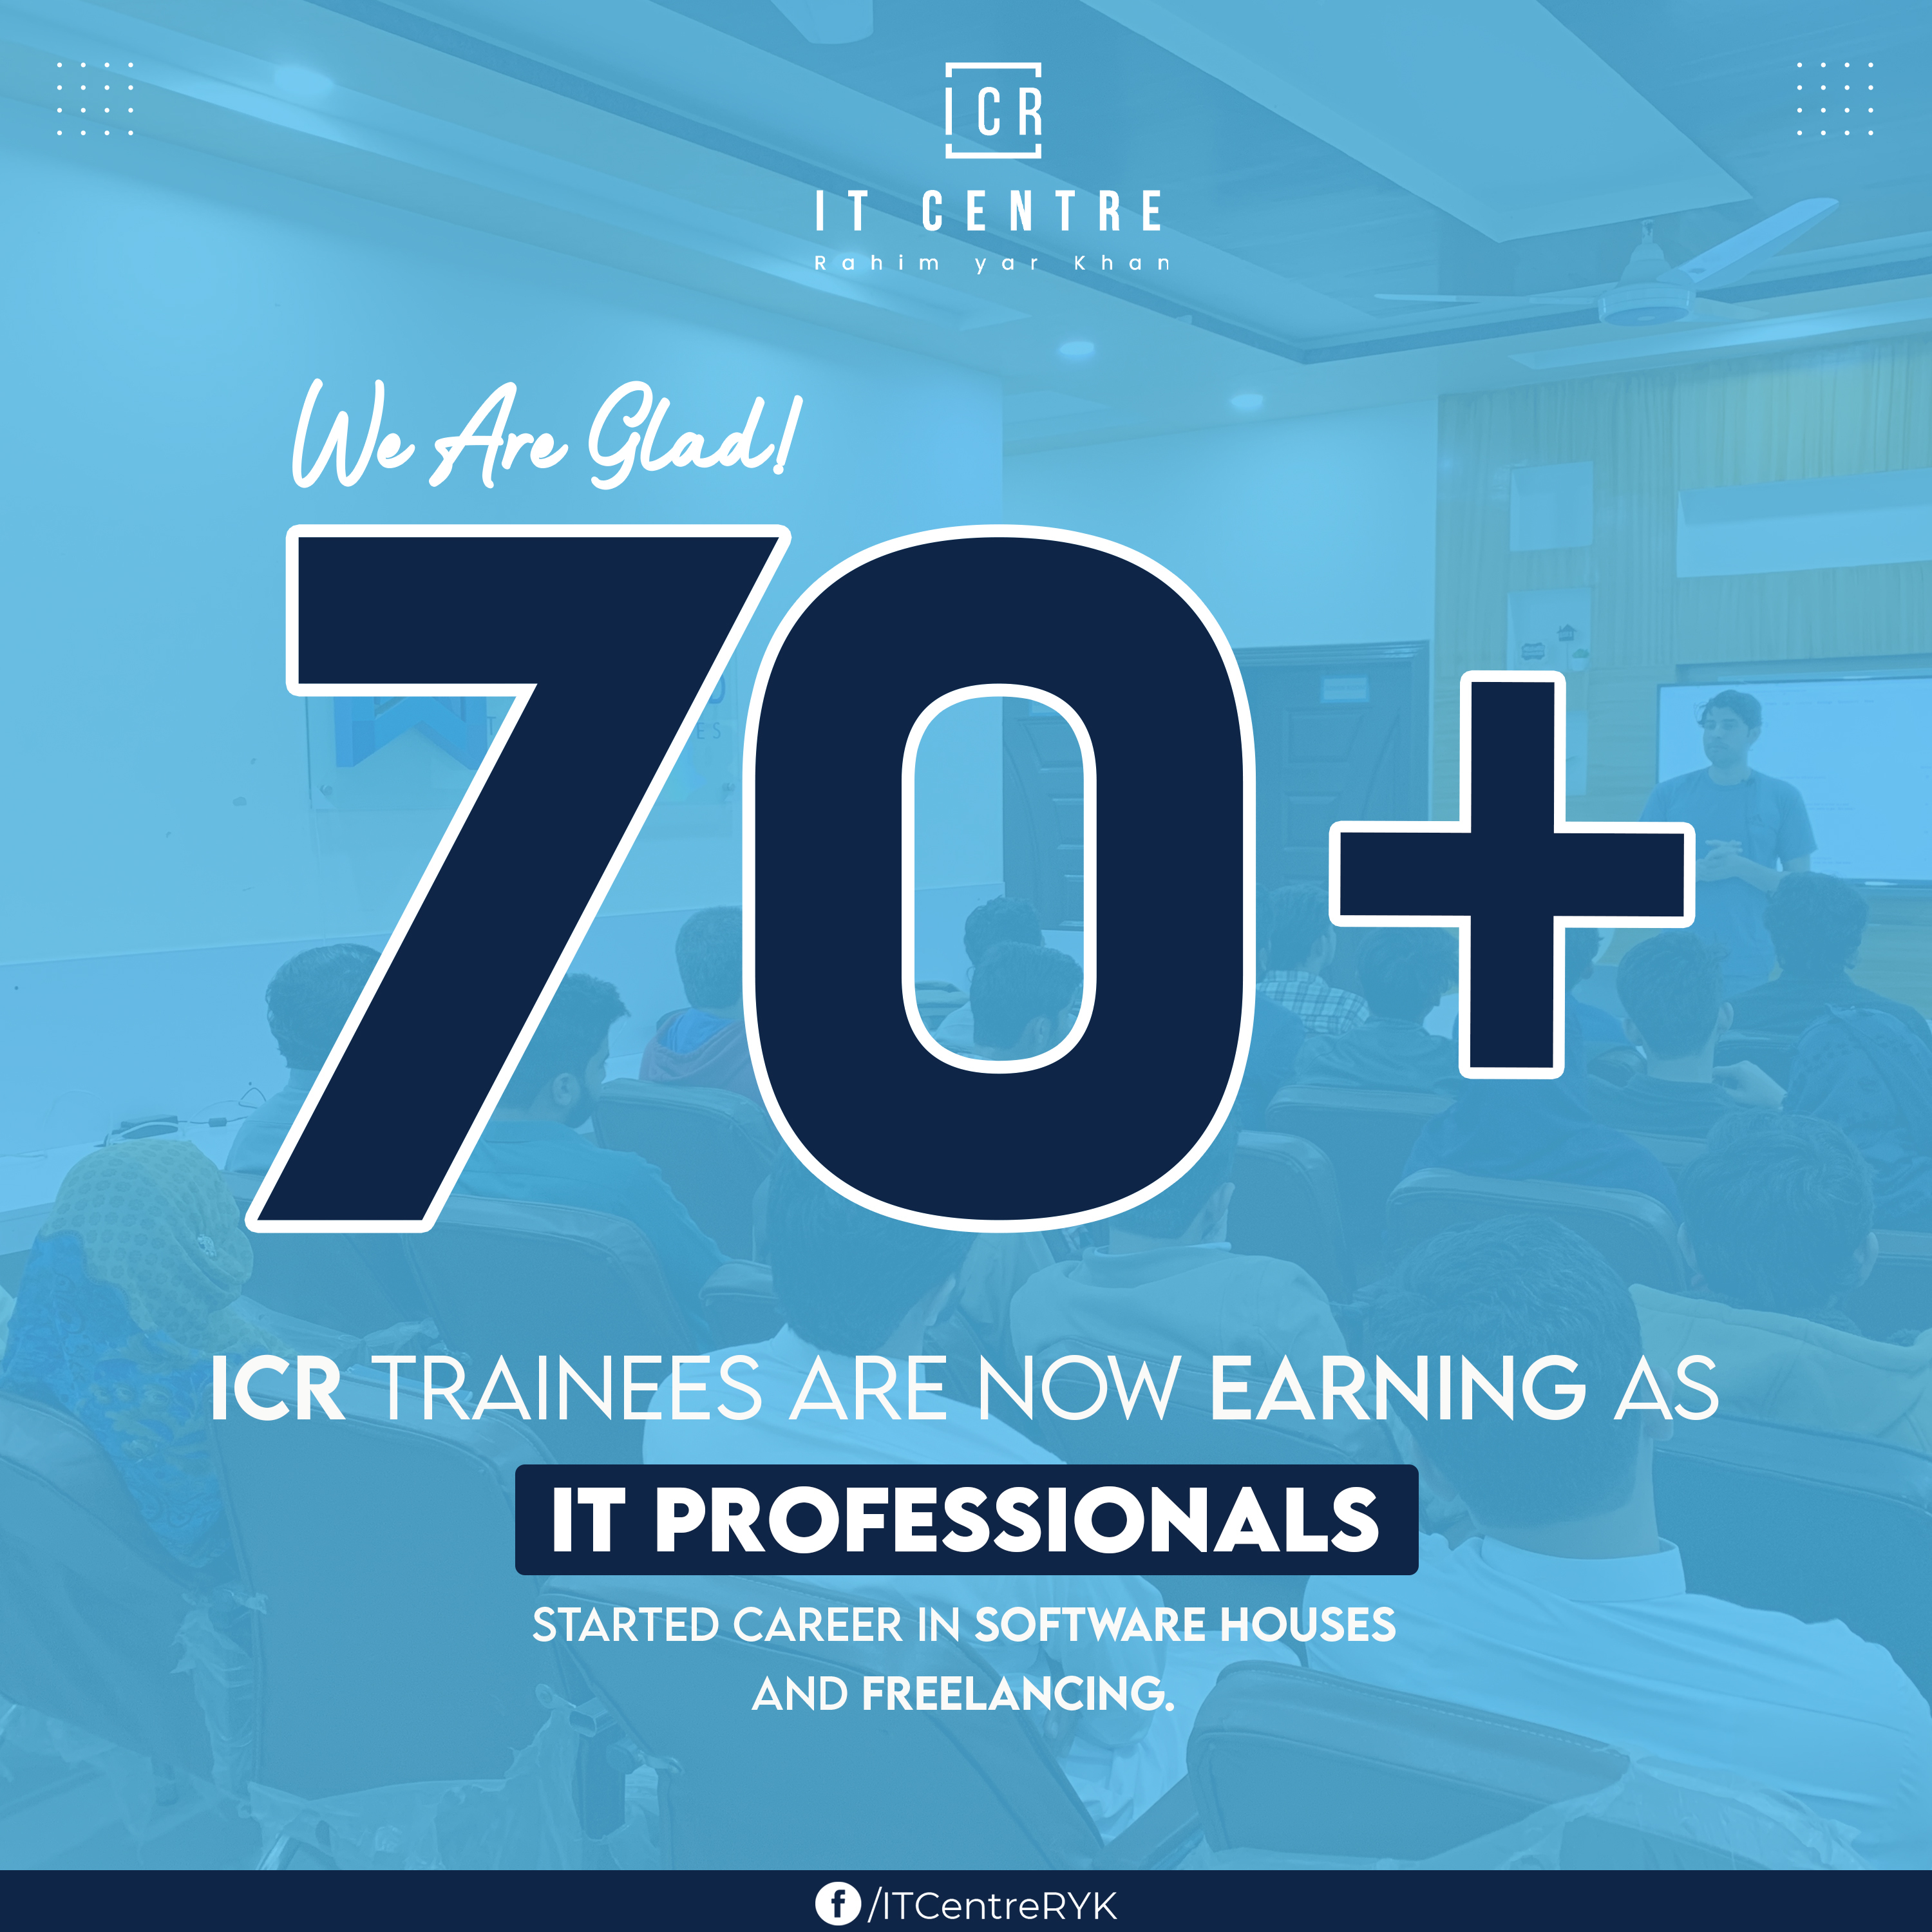 ICR
IT CENTRE
Rahim yar Khan
We Are Glad!
70+
ICR TRAINEES ARE NOW EARNING AS
IT PROFESSIONALS
STARTED CAREER IN SOFTWARE HOUSES
AND FREELANCING.
/ITCentreRYK